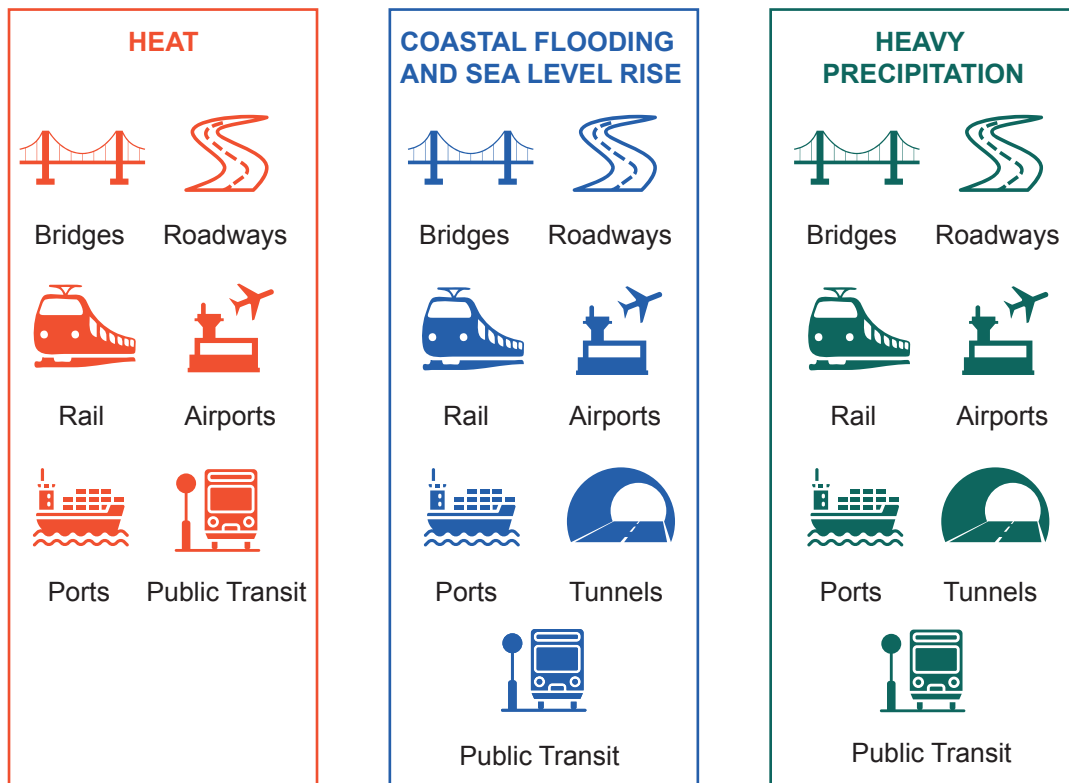 HEAT
Bridges
Roadways
Rail
Airports
Ports
Public Transit
COASTAL FLOODING
AND SEA LEVEL RISE
Bridges
Roadways
Rail
Airports
Ports
Tunnels
Public Transit
HEAVY
PRECIPITATION
Bridges
Roadways
Rail
Airports
Ports
Tunnels
Public Transit